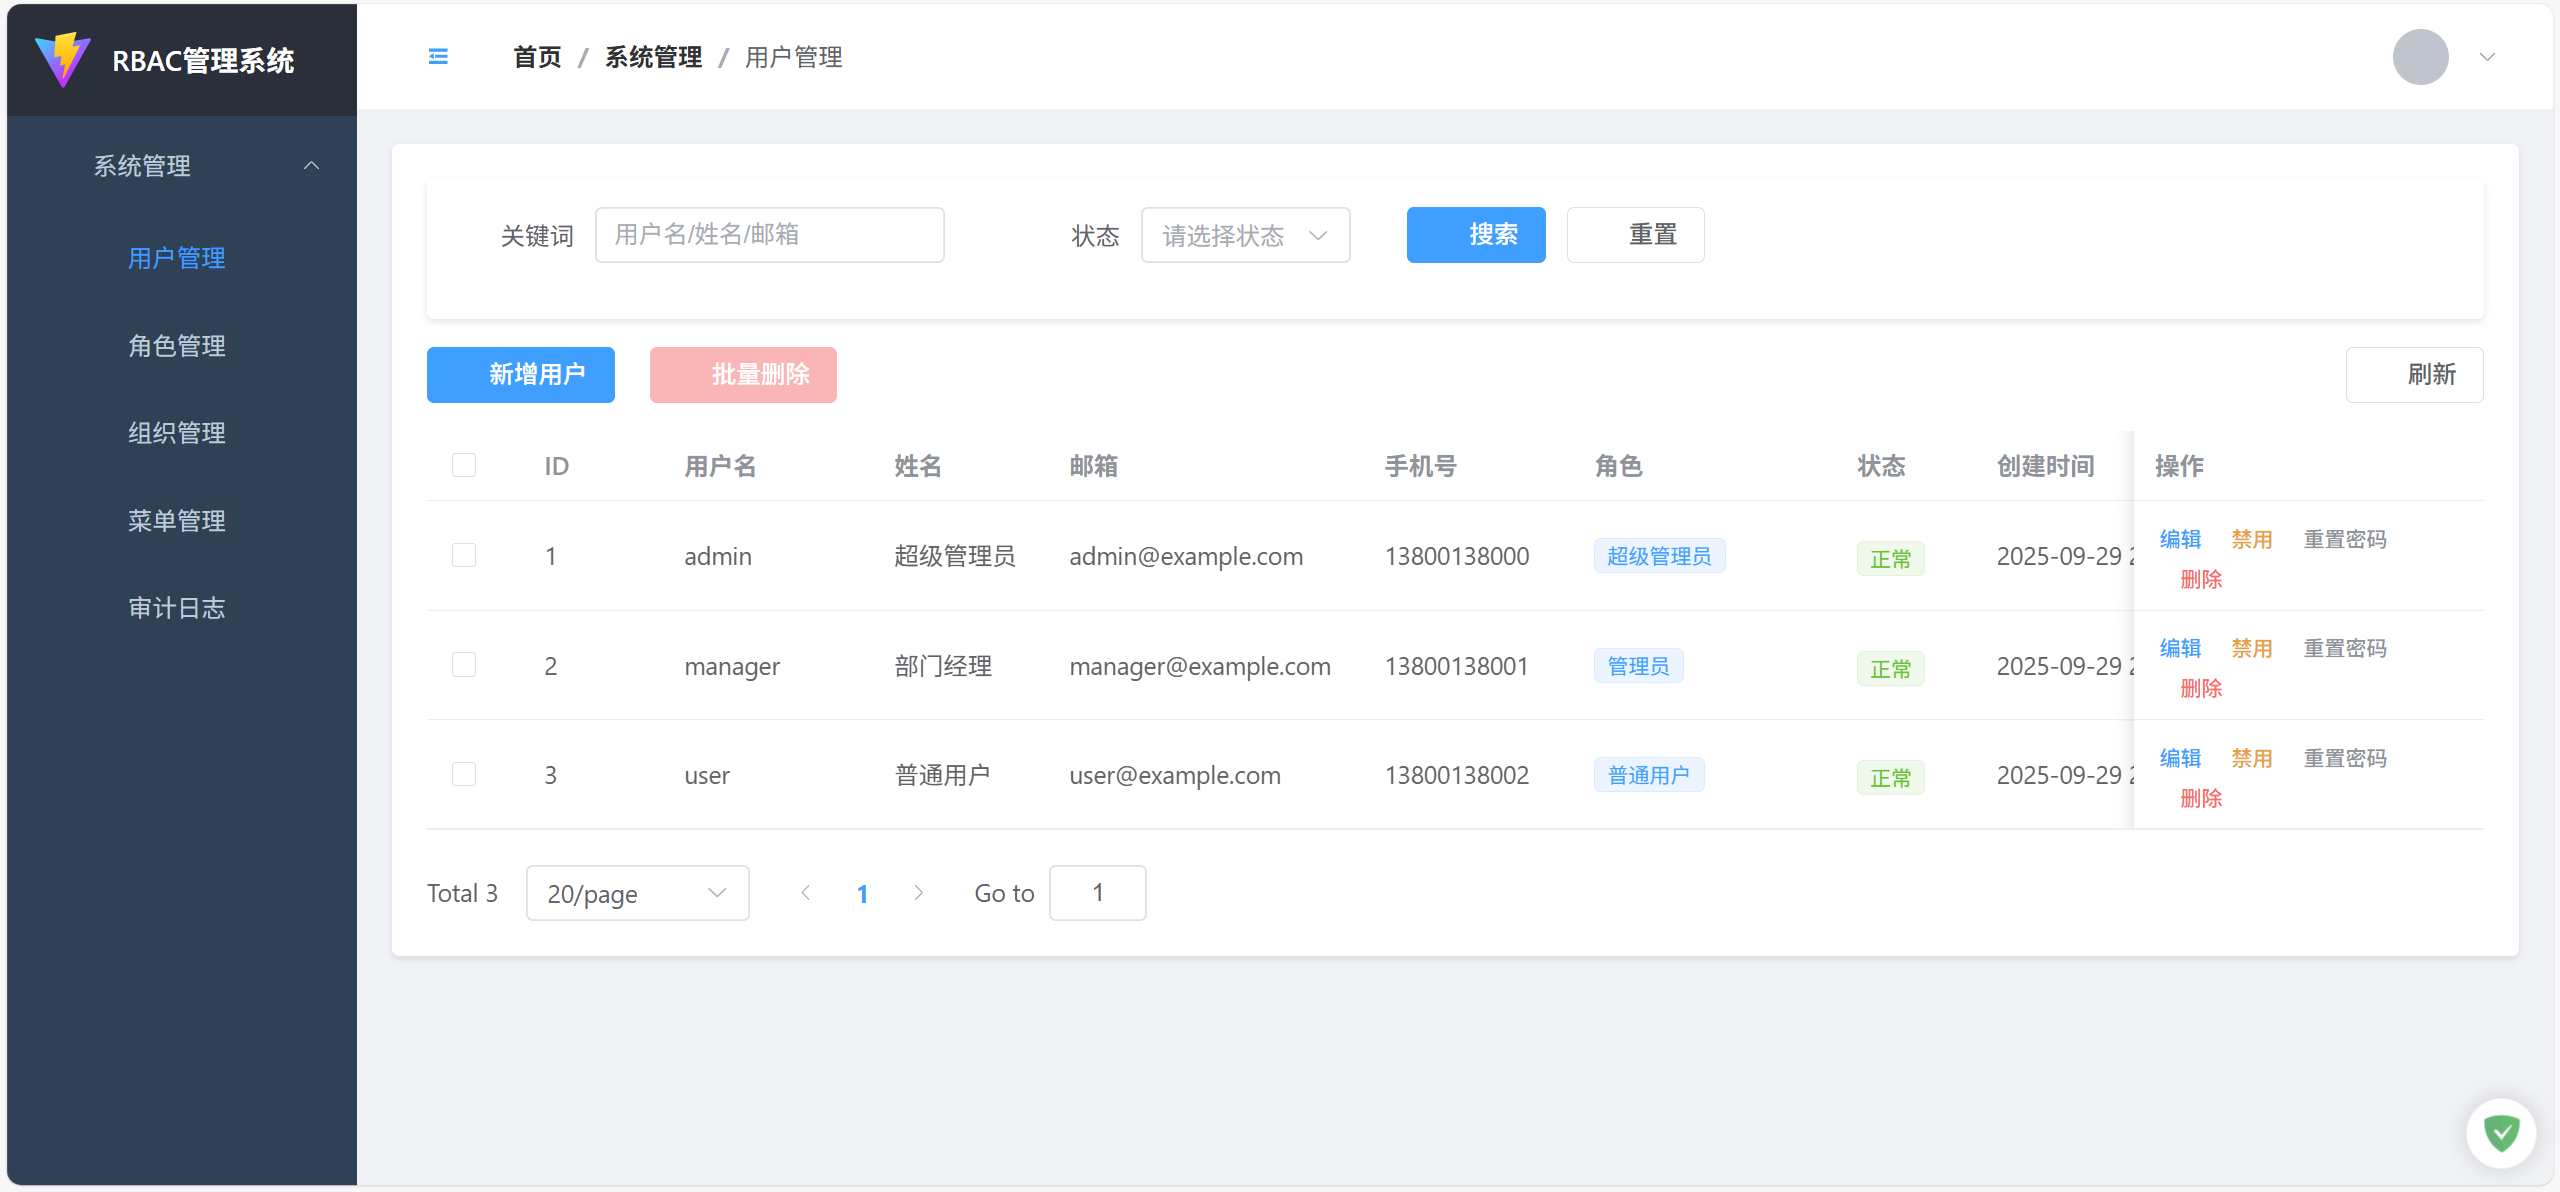 RBAC管理系统
首页 / 系统管理 / 用户管理
系统管理
用户管理
角色管理
组织管理
菜单管理
审计日志
关键词 用户名/姓名/邮箱 状态 请选择状态 搜索 重置
新增用户 批量删除 刷新
ID 用户名 姓名 邮箱 手机号 角色 状态 创建时间 操作
1 admin 超级管理员 admin@example.com 13800138000 超级管理员 正常 2025-09-29 编辑 禁用 重置密码
删除
2 manager 部门经理 manager@example.com 13800138001 管理员 正常 2025-09-29 编辑 禁用 重置密码
删除
3 user 普通用户 user@example.com 13800138002 普通用户 正常 2025-09-29 编辑 禁用 重置密码
删除
Total 3 20/page 1 Go to 1